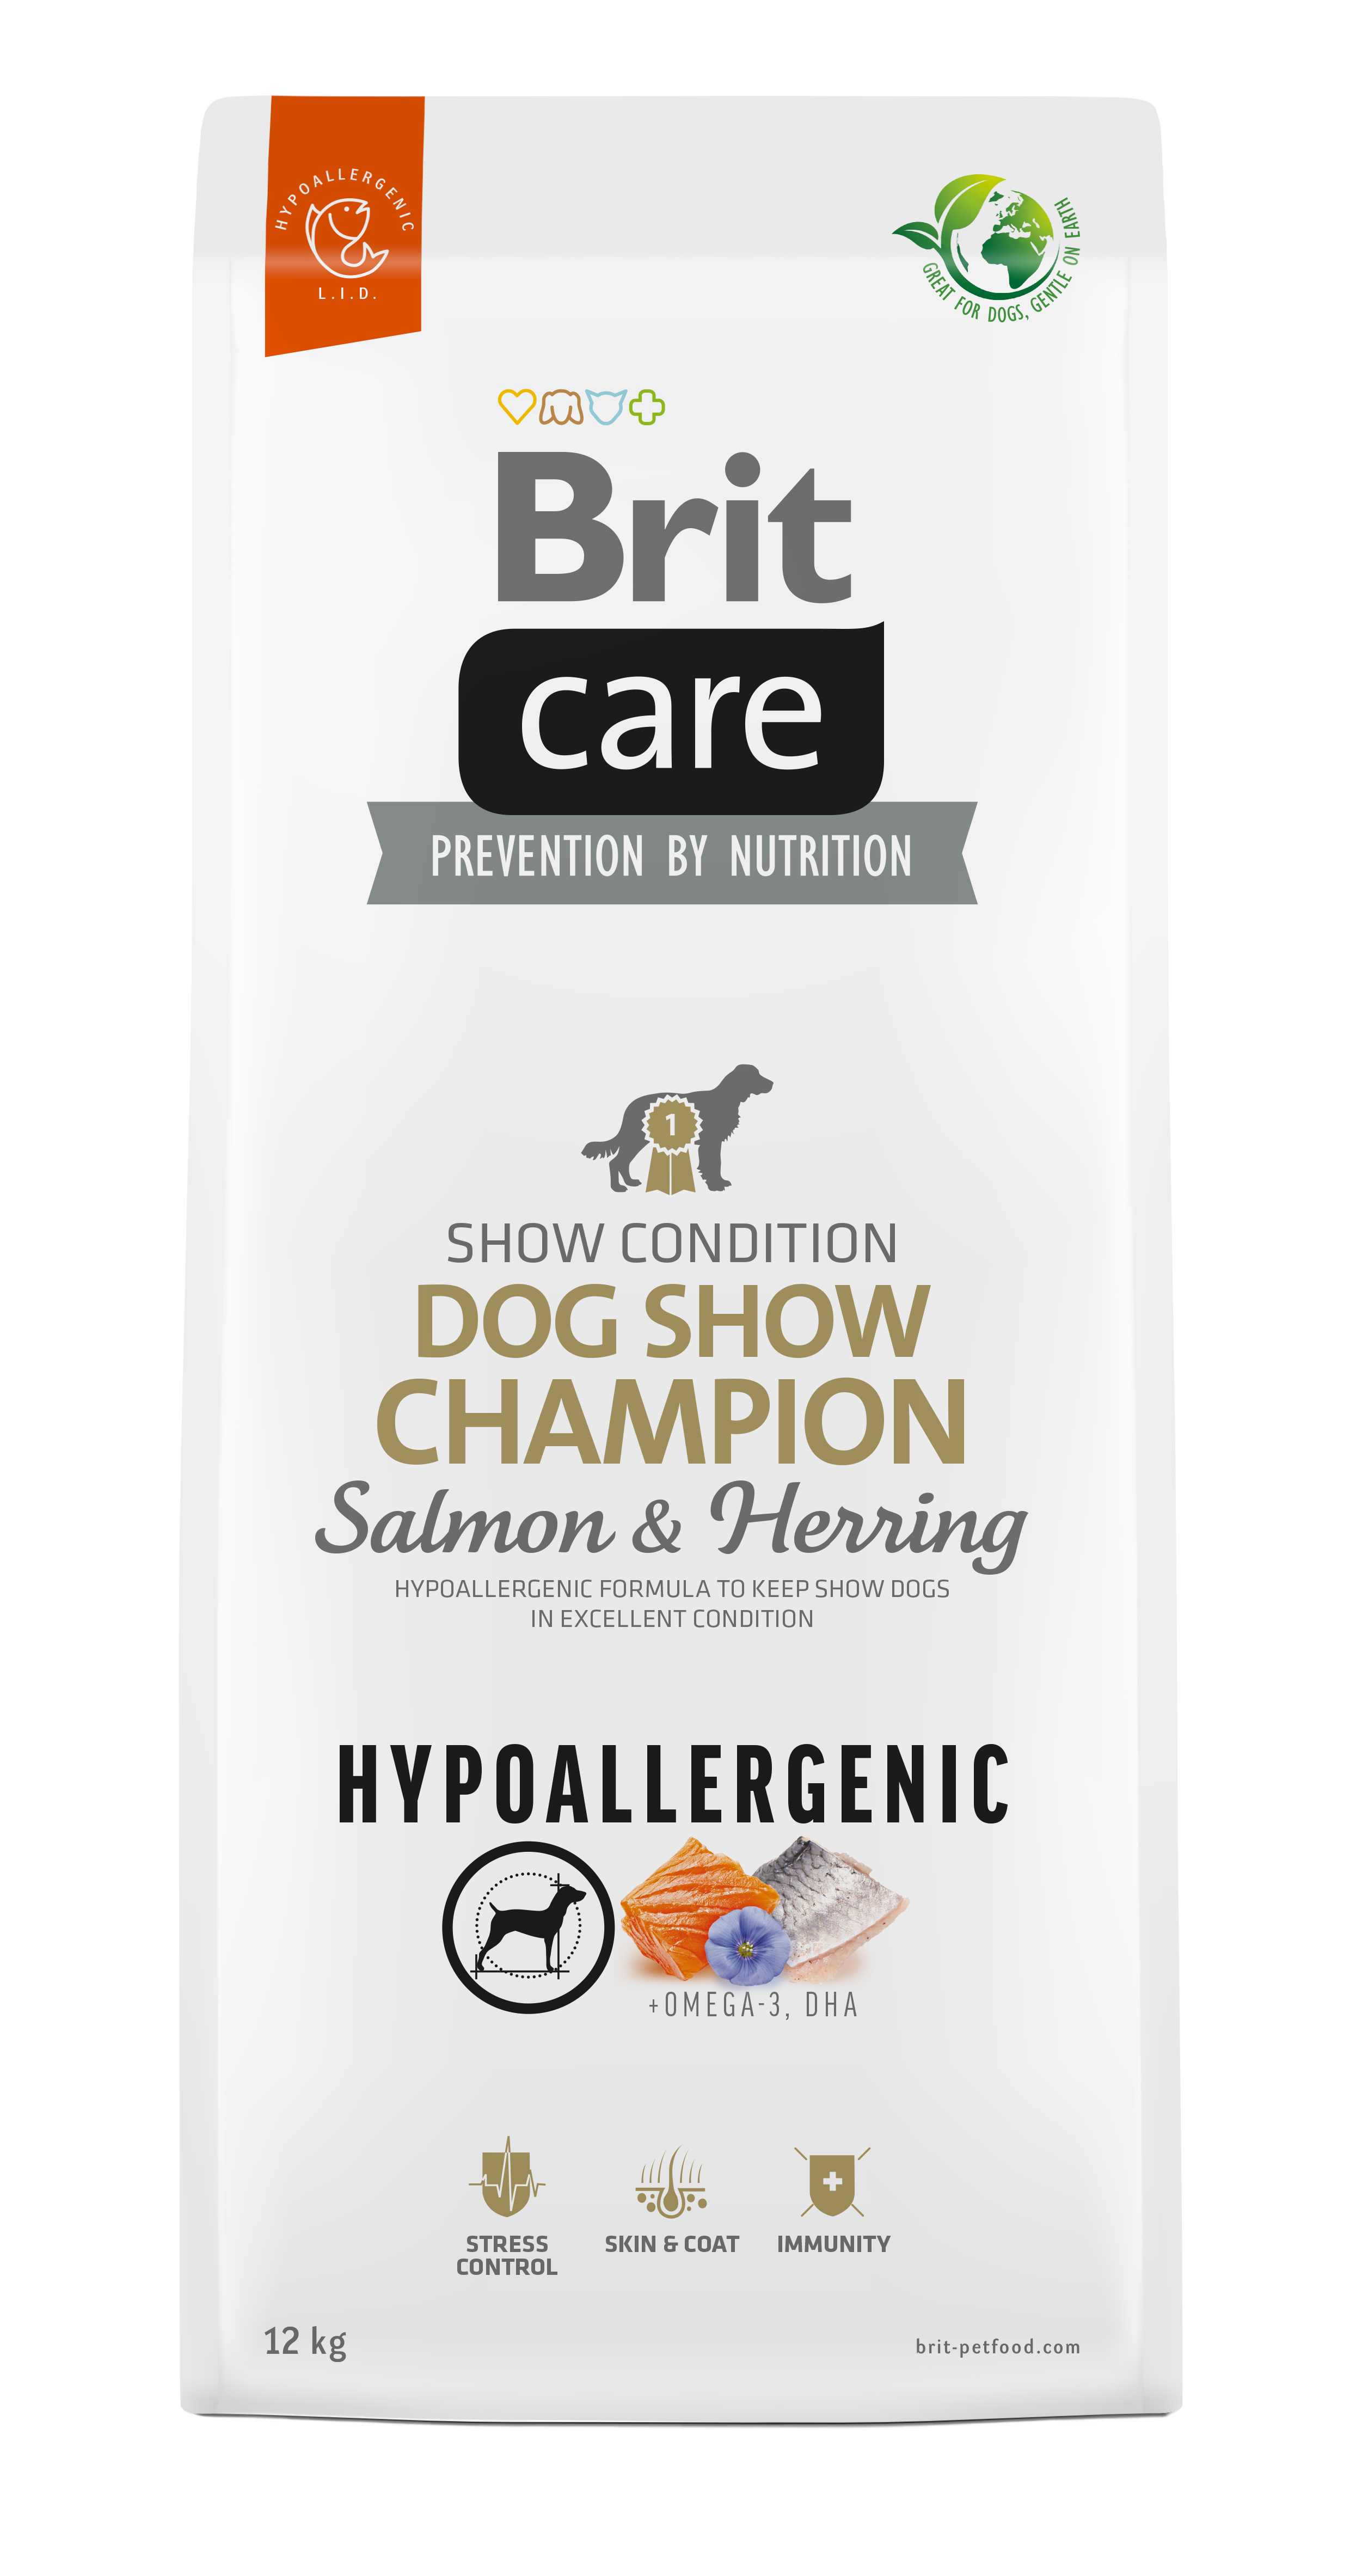 HYPOALLERGENIC
L.I.D.
GREAT FOR DOGS, GENTLE ON EARTH
Brit
care
PREVENTION BY NUTRITION
1
SHOW CONDITION
DOG SHOW
CHAMPION
Salmon & Herring
HYPOALLERGENIC FORMULA TO KEEP SHOW DOGS
IN EXCELLENT CONDITION
HYPOALLERGENIC
+OMEGA-3, DHA
STRESS
CONTROL
SKIN & COAT
IMMUNITY
12 kg
brit-petfood.com